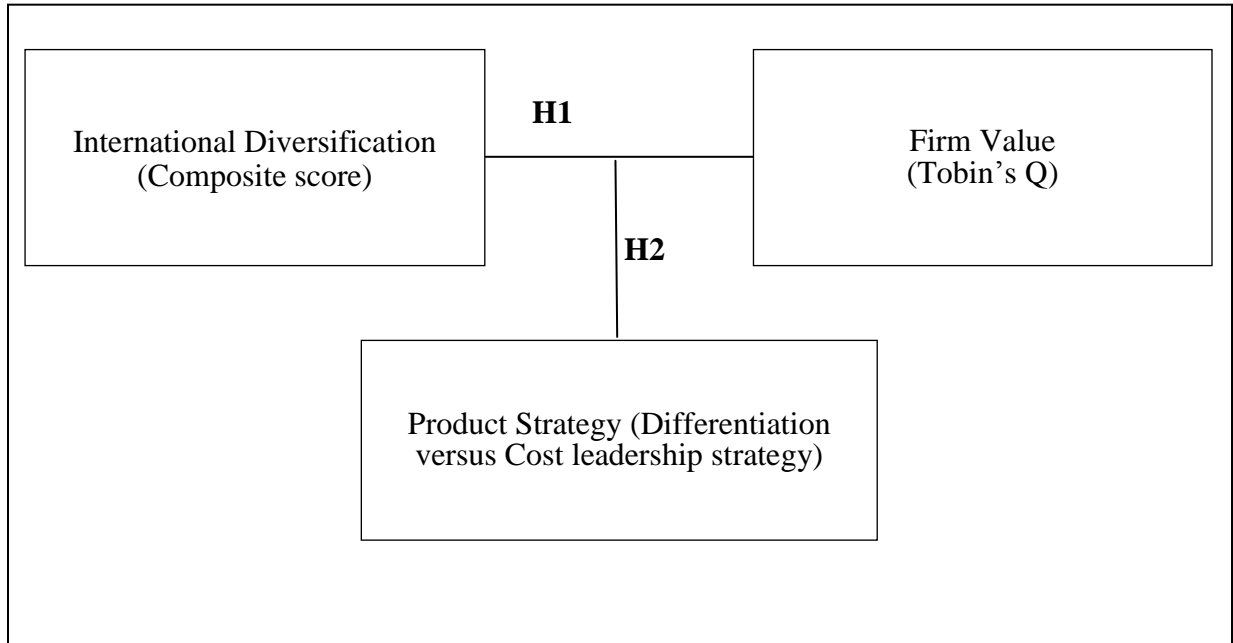 H1
International Diversification
(Composite score)
Firm Value
(Tobin’s Q)
H2
Product Strategy (Differentiation
versus Cost leadership strategy)